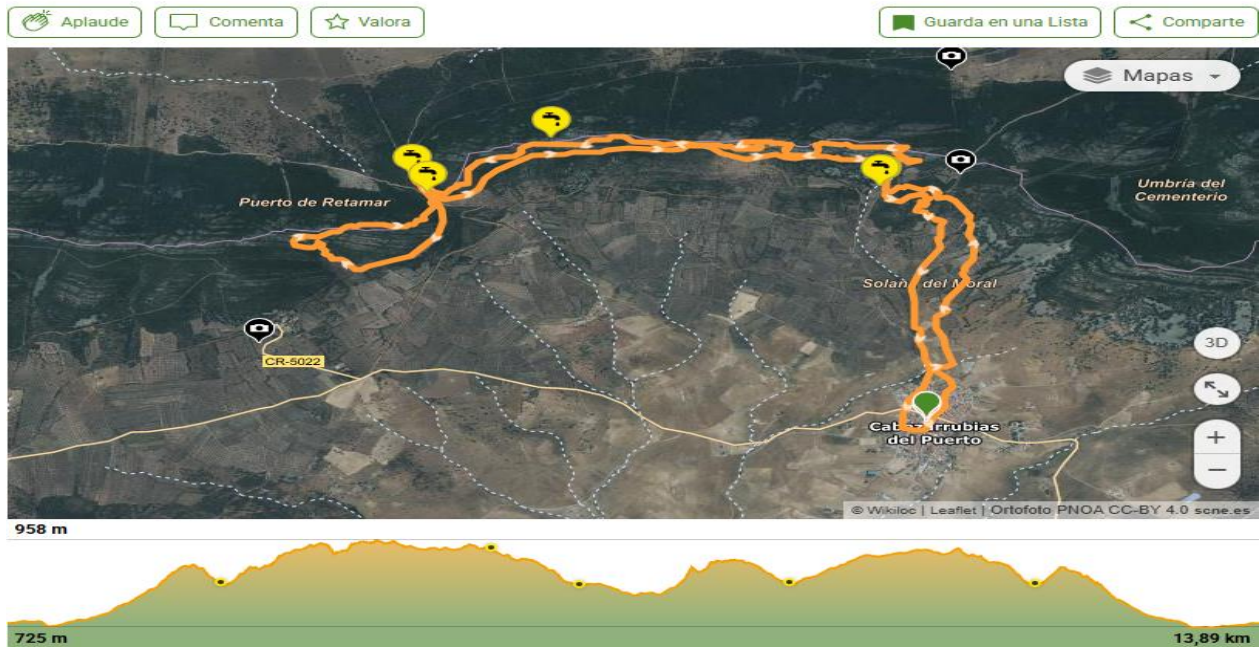 Aplaude
Comenta
Valora
Guarda en una Lista
Comparte
Mapas
Puerto de Retamar
Umbría del
Cementerio
Solana del Moral
3D
CR-5022
Cabezarrubias
del Puerto
+
−
© Wikiloc | Leaflet | Ortofoto PNOA CC-BY 4.0 scne.es
958 m
725 m
13,89 km